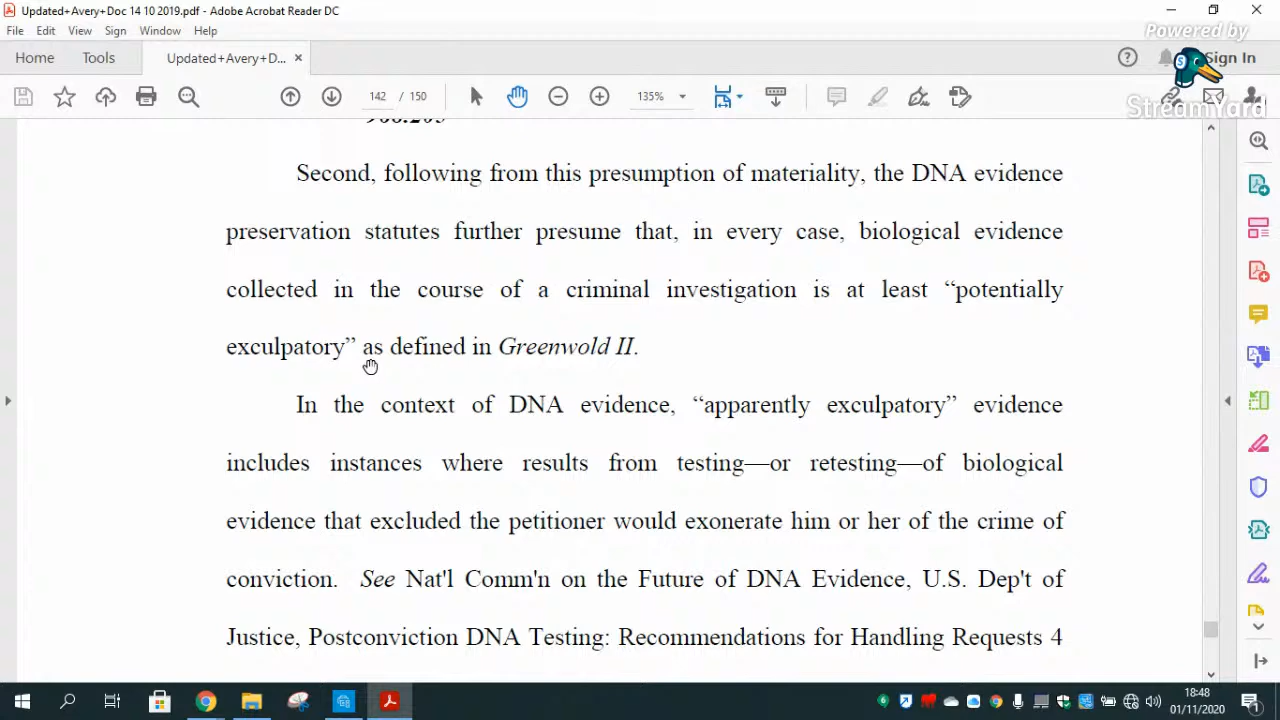 Updated+Avery+Doc 14 10 2019.pdf - Adobe Acrobat Reader DC
File Edit View Sign Window Help
Powered by
StreamYard
Home Tools Updated+Avery+D... Sign In
142 / 150 135%
Second, following from this presumption of materiality, the DNA evidence
preservation statutes further presume that, in every case, biological evidence
collected in the course of a criminal investigation is at least “potentially
exculpatory” as defined in Greenwold II.
In the context of DNA evidence, “apparently exculpatory” evidence
includes instances where results from testing—or retesting—of biological
evidence that excluded the petitioner would exonerate him or her of the crime of
conviction. See Nat'l Comm'n on the Future of DNA Evidence, U.S. Dep't of
Justice, Postconviction DNA Testing: Recommendations for Handling Requests 4
18:48
01/11/2020